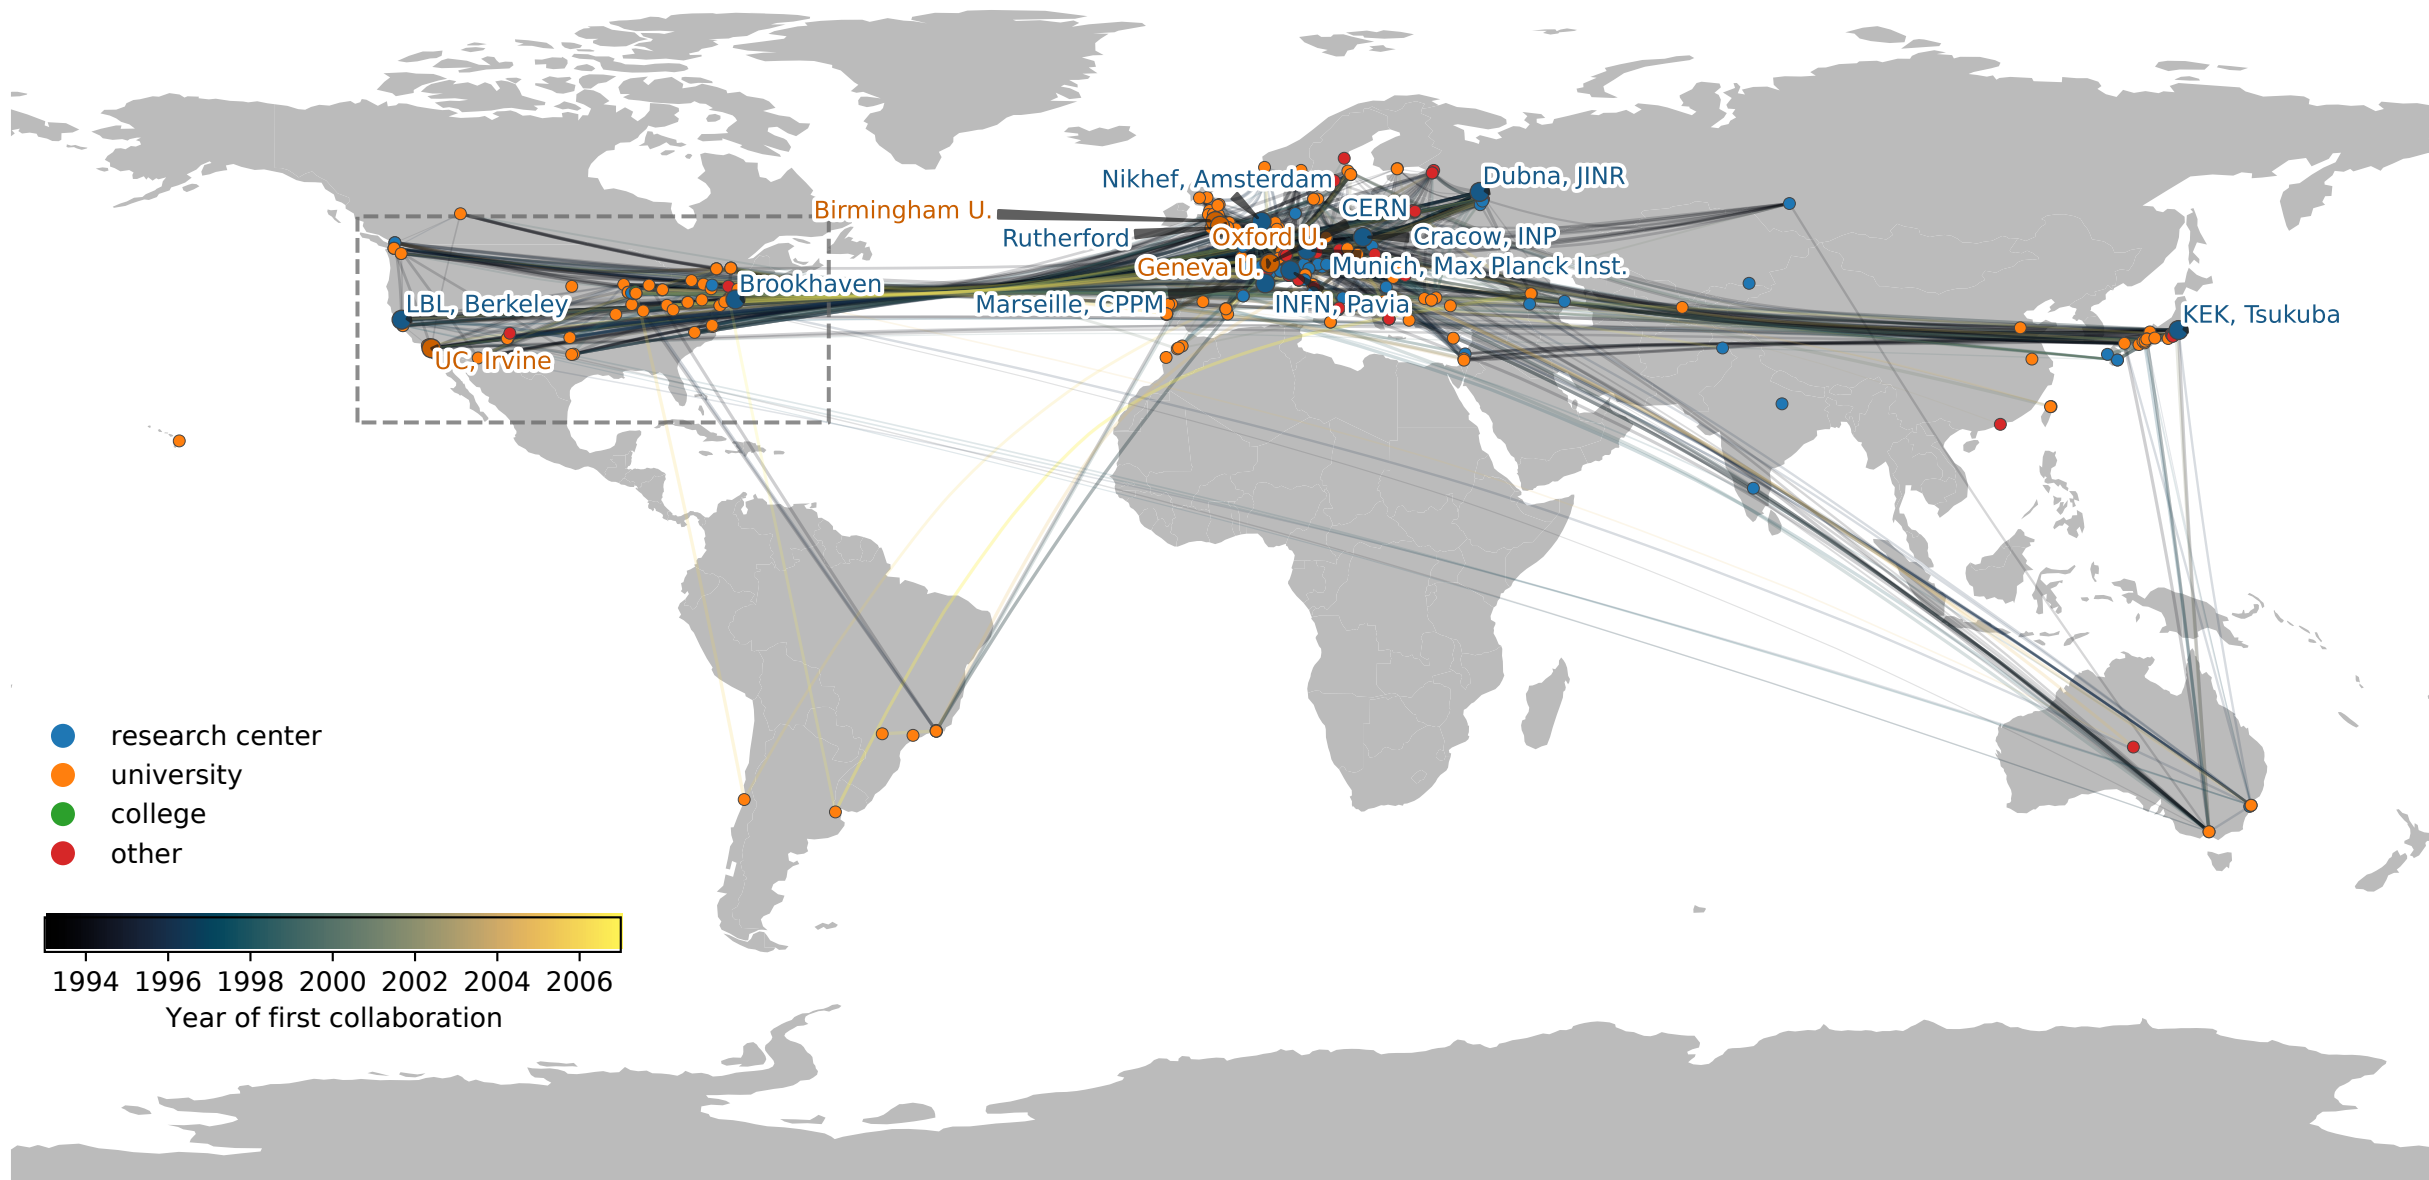 Nikhef, Amsterdam
Dubna, JINR
Birmingham U.
CERN
Rutherford
Oxford U.
Cracow, INP
Geneva U.
Munich, Max Planck Inst.
Brookhaven
LBL, Berkeley
Marseille, CPPM
INFN, Pavia
KEK, Tsukuba
UC, Irvine
research center
university
college
other
1994 1996 1998 2000 2002 2004 2006
Year of first collaboration